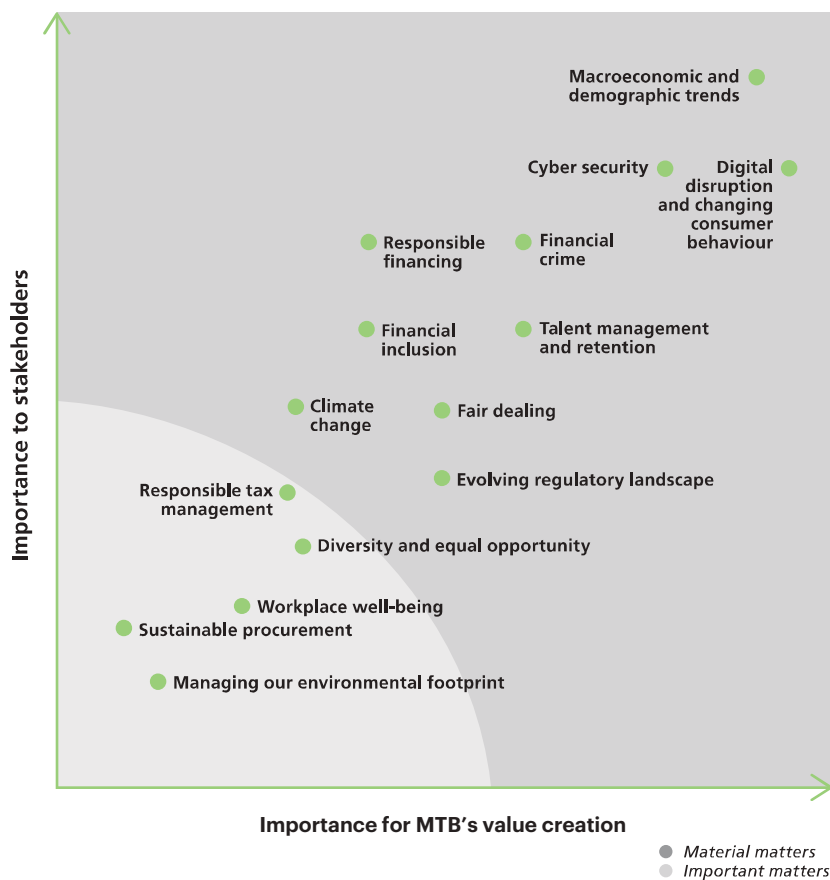 Macroeconomic and
demographic trends
Cyber security
Digital
disruption
and changing
consumer
behaviour
Responsible
financing
Financial
crime
Financial
inclusion
Talent management
and retention
Climate
change
Fair dealing
Evolving regulatory landscape
Responsible tax
management
Diversity and equal opportunity
Workplace well-being
Sustainable procurement
Managing our environmental footprint
Importance to stakeholders
Importance for MTB's value creation
Material matters
Important matters